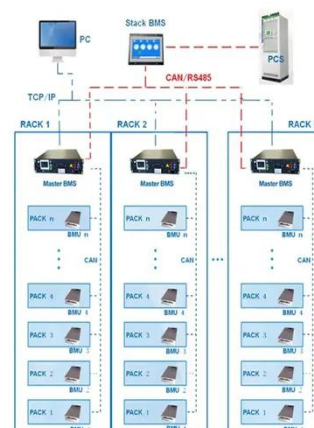 PC
Stack BMS
PCS
CAN/RS485
TCP/IP
RACK 1
RACK 2
RACK
Master BMS
Master BMS
Master BMS
PACK n
BMU n
PACK n
BMU n
PACK n
BMU n
CAN
CAN
CAN
PACK 4
BMU 4
PACK 4
BMU 4
PACK 4
BMU 4
PACK 3
BMU 3
PACK 3
BMU 3
PACK 3
BMU 3
PACK 2
BMU 2
PACK 2
BMU 2
PACK 2
BMU 2
PACK 1
PACK 1
PACK 1